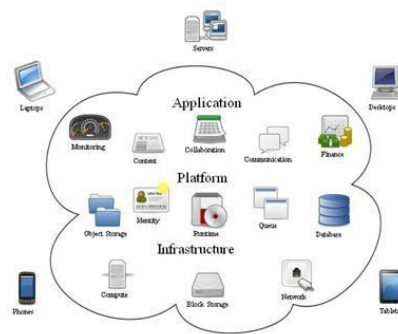 Servers
Laptops
Desktops
Application
Monitoring
Content
Collaboration
Communication
Finance
Platform
Object Storage
Identity
Runtime
Queue
Database
Infrastructure
Compute
Block Storage
Network
Phones
Tablets